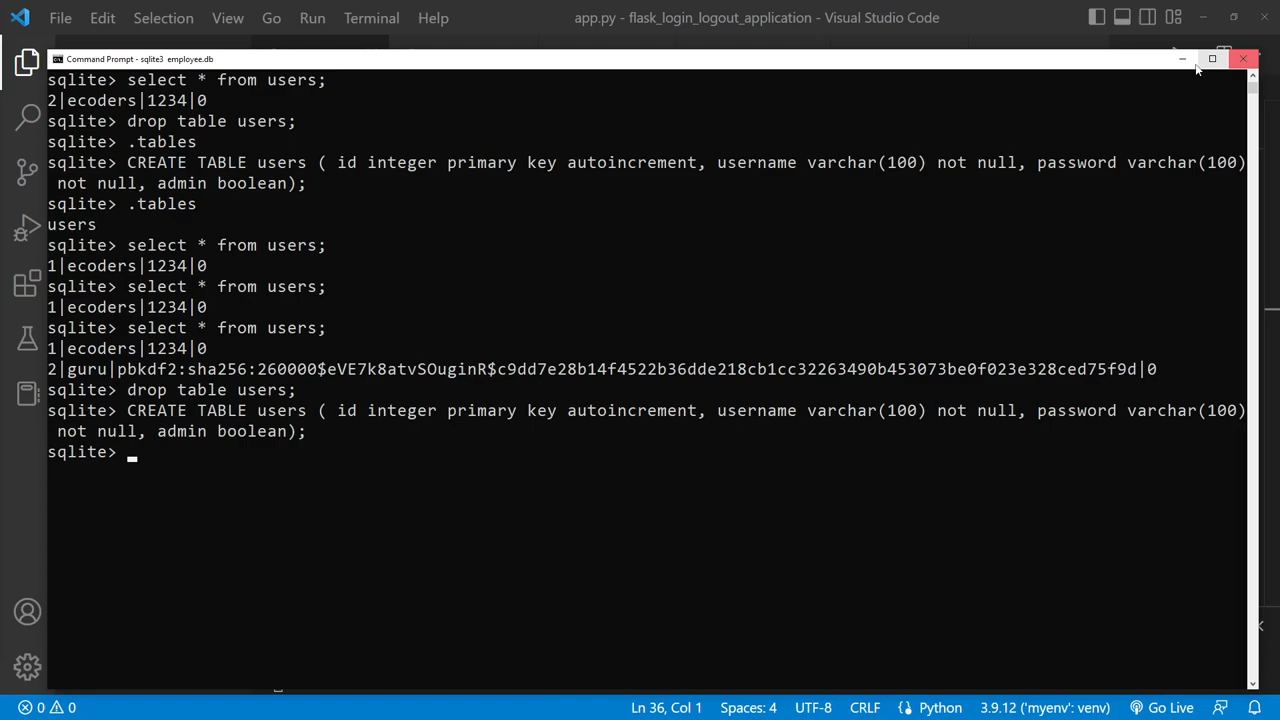 File Edit Selection View Go Run Terminal Help app.py - flask_login_logout_application - Visual Studio Code
Command Prompt - sqlite3 employee.db
sqlite> select * from users;
2|ecoders|1234|0
sqlite> drop table users;
sqlite> .tables
sqlite> CREATE TABLE users ( id integer primary key autoincrement, username varchar(100) not null, password varchar(100)
not null, admin boolean);
sqlite> .tables
users
sqlite> select * from users;
1|ecoders|1234|0
sqlite> select * from users;
1|ecoders|1234|0
sqlite> select * from users;
1|ecoders|1234|0
2|guru|pbkdf2:sha256:260000$eVE7k8atvSOuginR$c9dd7e28b14f4522b36dde218cb1cc32263490b453073be0f023e328ced75f9d|0
sqlite> drop table users;
sqlite> CREATE TABLE users ( id integer primary key autoincrement, username varchar(100) not null, password varchar(100)
not null, admin boolean);
sqlite>
0 0 Ln 36, Col 1 Spaces: 4 UTF-8 CRLF Python 3.9.12 ('myenv': venv) Go Live